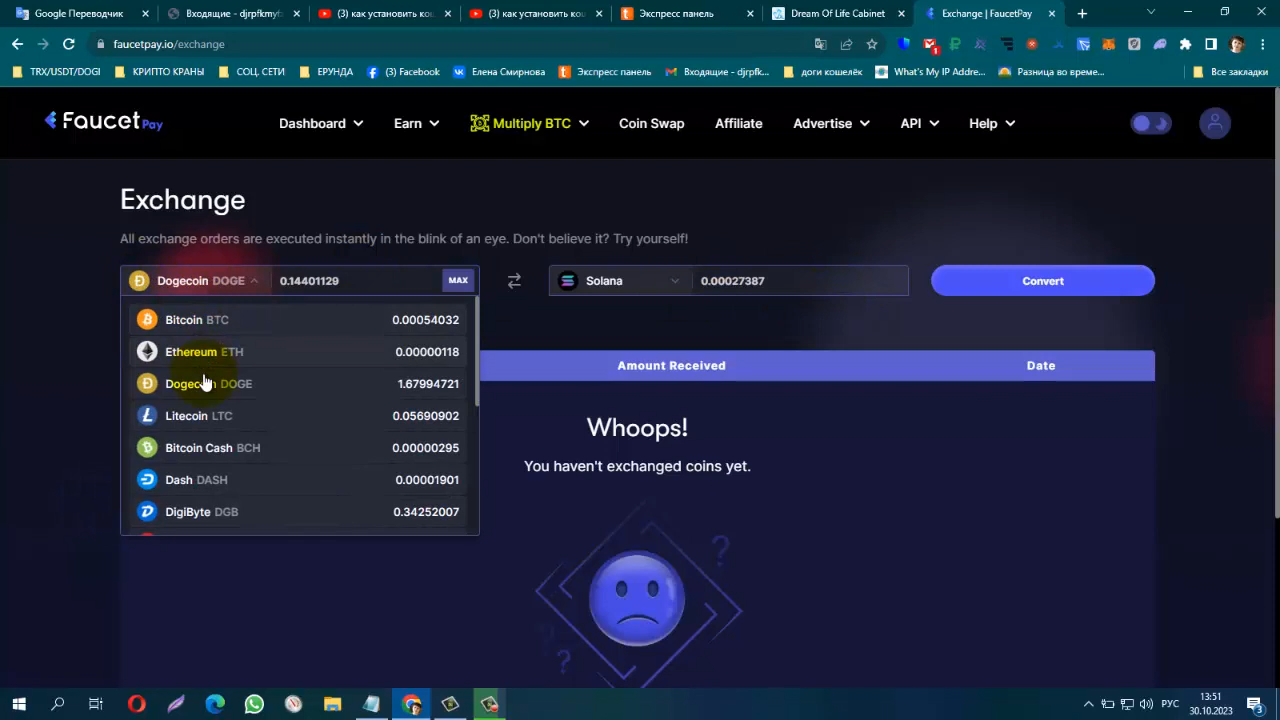 Google Переводчик
Входящие - djrpfkmyt
(3) как установить кош
(3) как установить кош
Экспресс панель
Dream Of Life Cabinet
Exchange | FaucetPay
faucetpay.io/exchange
TRX/USDT/DOGI
КРИПТО КРАНЫ
СОЦ. СЕТИ
ЕРУНДА
(3) Facebook
Елена Смирнова
Экспресс панель
Входящие - djrpfk...
доги кошелёк
What's My IP Addre...
Разница во време...
Все закладки
FaucetPay
Dashboard
Earn
Multiply BTC
Coin Swap
Affiliate
Advertise
API
Help
Exchange
All exchange orders are executed instantly in the blink of an eye. Don't believe it? Try yourself!
Dogecoin DOGE
0.14401129
MAX
Solana
0.00027387
Convert
Bitcoin BTC 0.00054032
Ethereum ETH 0.00000118
Dogecoin DOGE 1.67994721
Litecoin LTC 0.05690902
Bitcoin Cash BCH 0.00000295
Dash DASH 0.00001901
DigiByte DGB 0.34252007
Amount Received
Date
Whoops!
You haven't exchanged coins yet.
РУС
13:51
30.10.2023
3